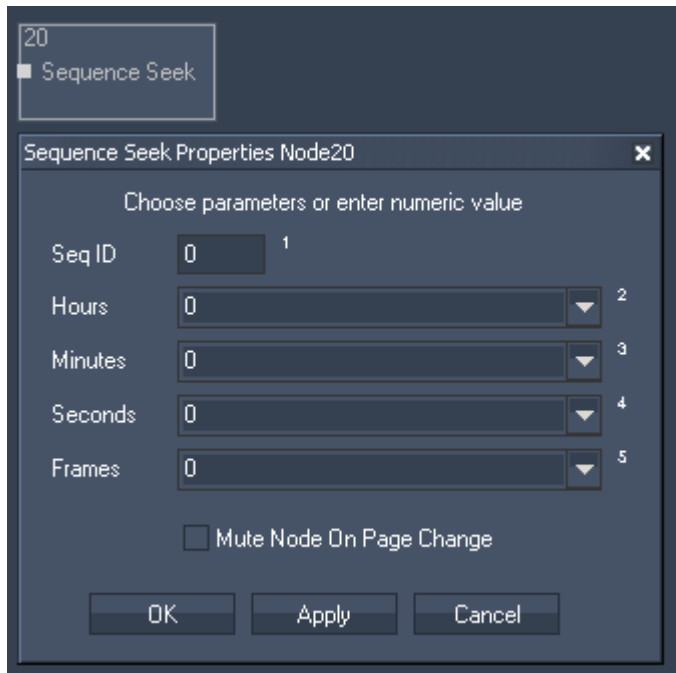 20
Sequence Seek
Sequence Seek Properties Node20
Choose parameters or enter numeric value
Seq ID 0 1
Hours 0 2
Minutes 0 3
Seconds 0 4
Frames 0 5
Mute Node On Page Change
OK Apply Cancel